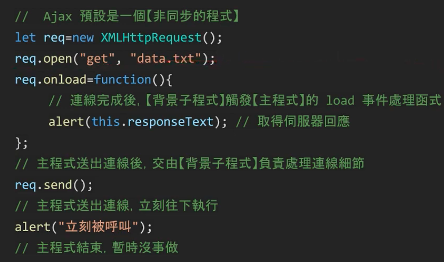 //  Ajax 預設是一個【非同步的程式】
let req=new XMLHttpRequest();
req.open("get", "data.txt");
req.onload=function(){
    // 連線完成後,【背景子程式】觸發【主程式】的 load 事件處理函式
    alert(this.responseText); // 取得伺服器回應
};
// 主程式送出連線後, 交由【背景子程式】負責處理連線細節
req.send();
// 主程式送出連線, 立刻往下執行
alert("立刻被呼叫");
// 主程式結束, 暫時沒事做